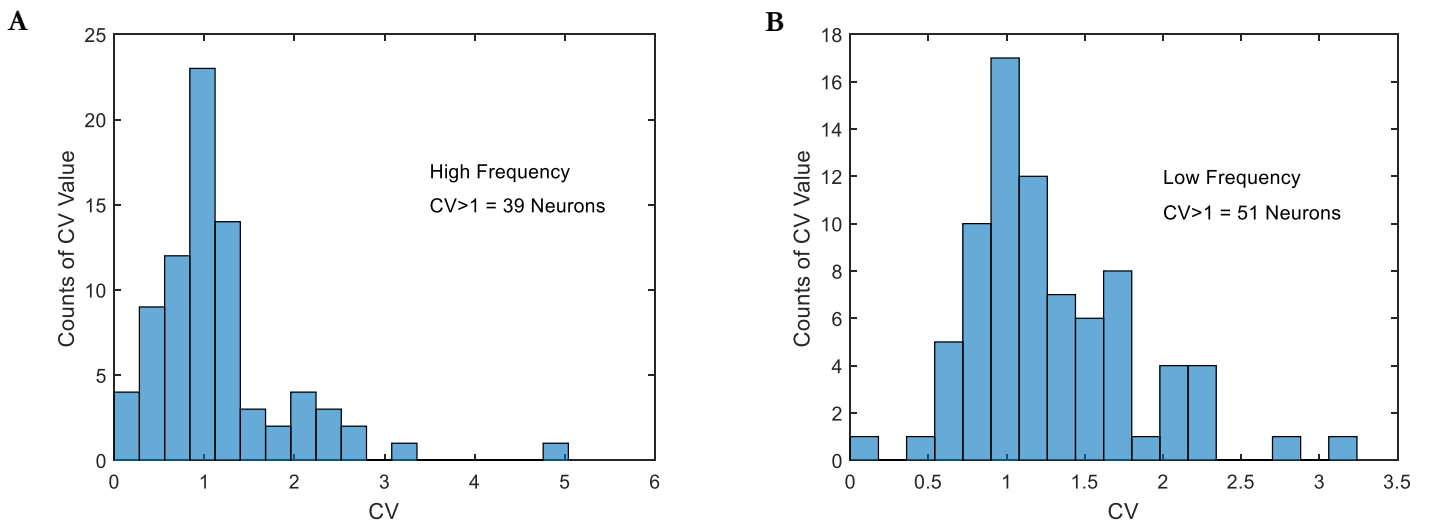 A
25
20
15
10
5
0
Counts of CV Value
High Frequency
CV>1 = 39 Neurons
0 1 2 3 4 5 6
CV
B
18
16
14
12
10
8
6
4
2
0
Counts of CV Value
Low Frequency
CV>1 = 51 Neurons
0 0.5 1 1.5 2 2.5 3 3.5
CV